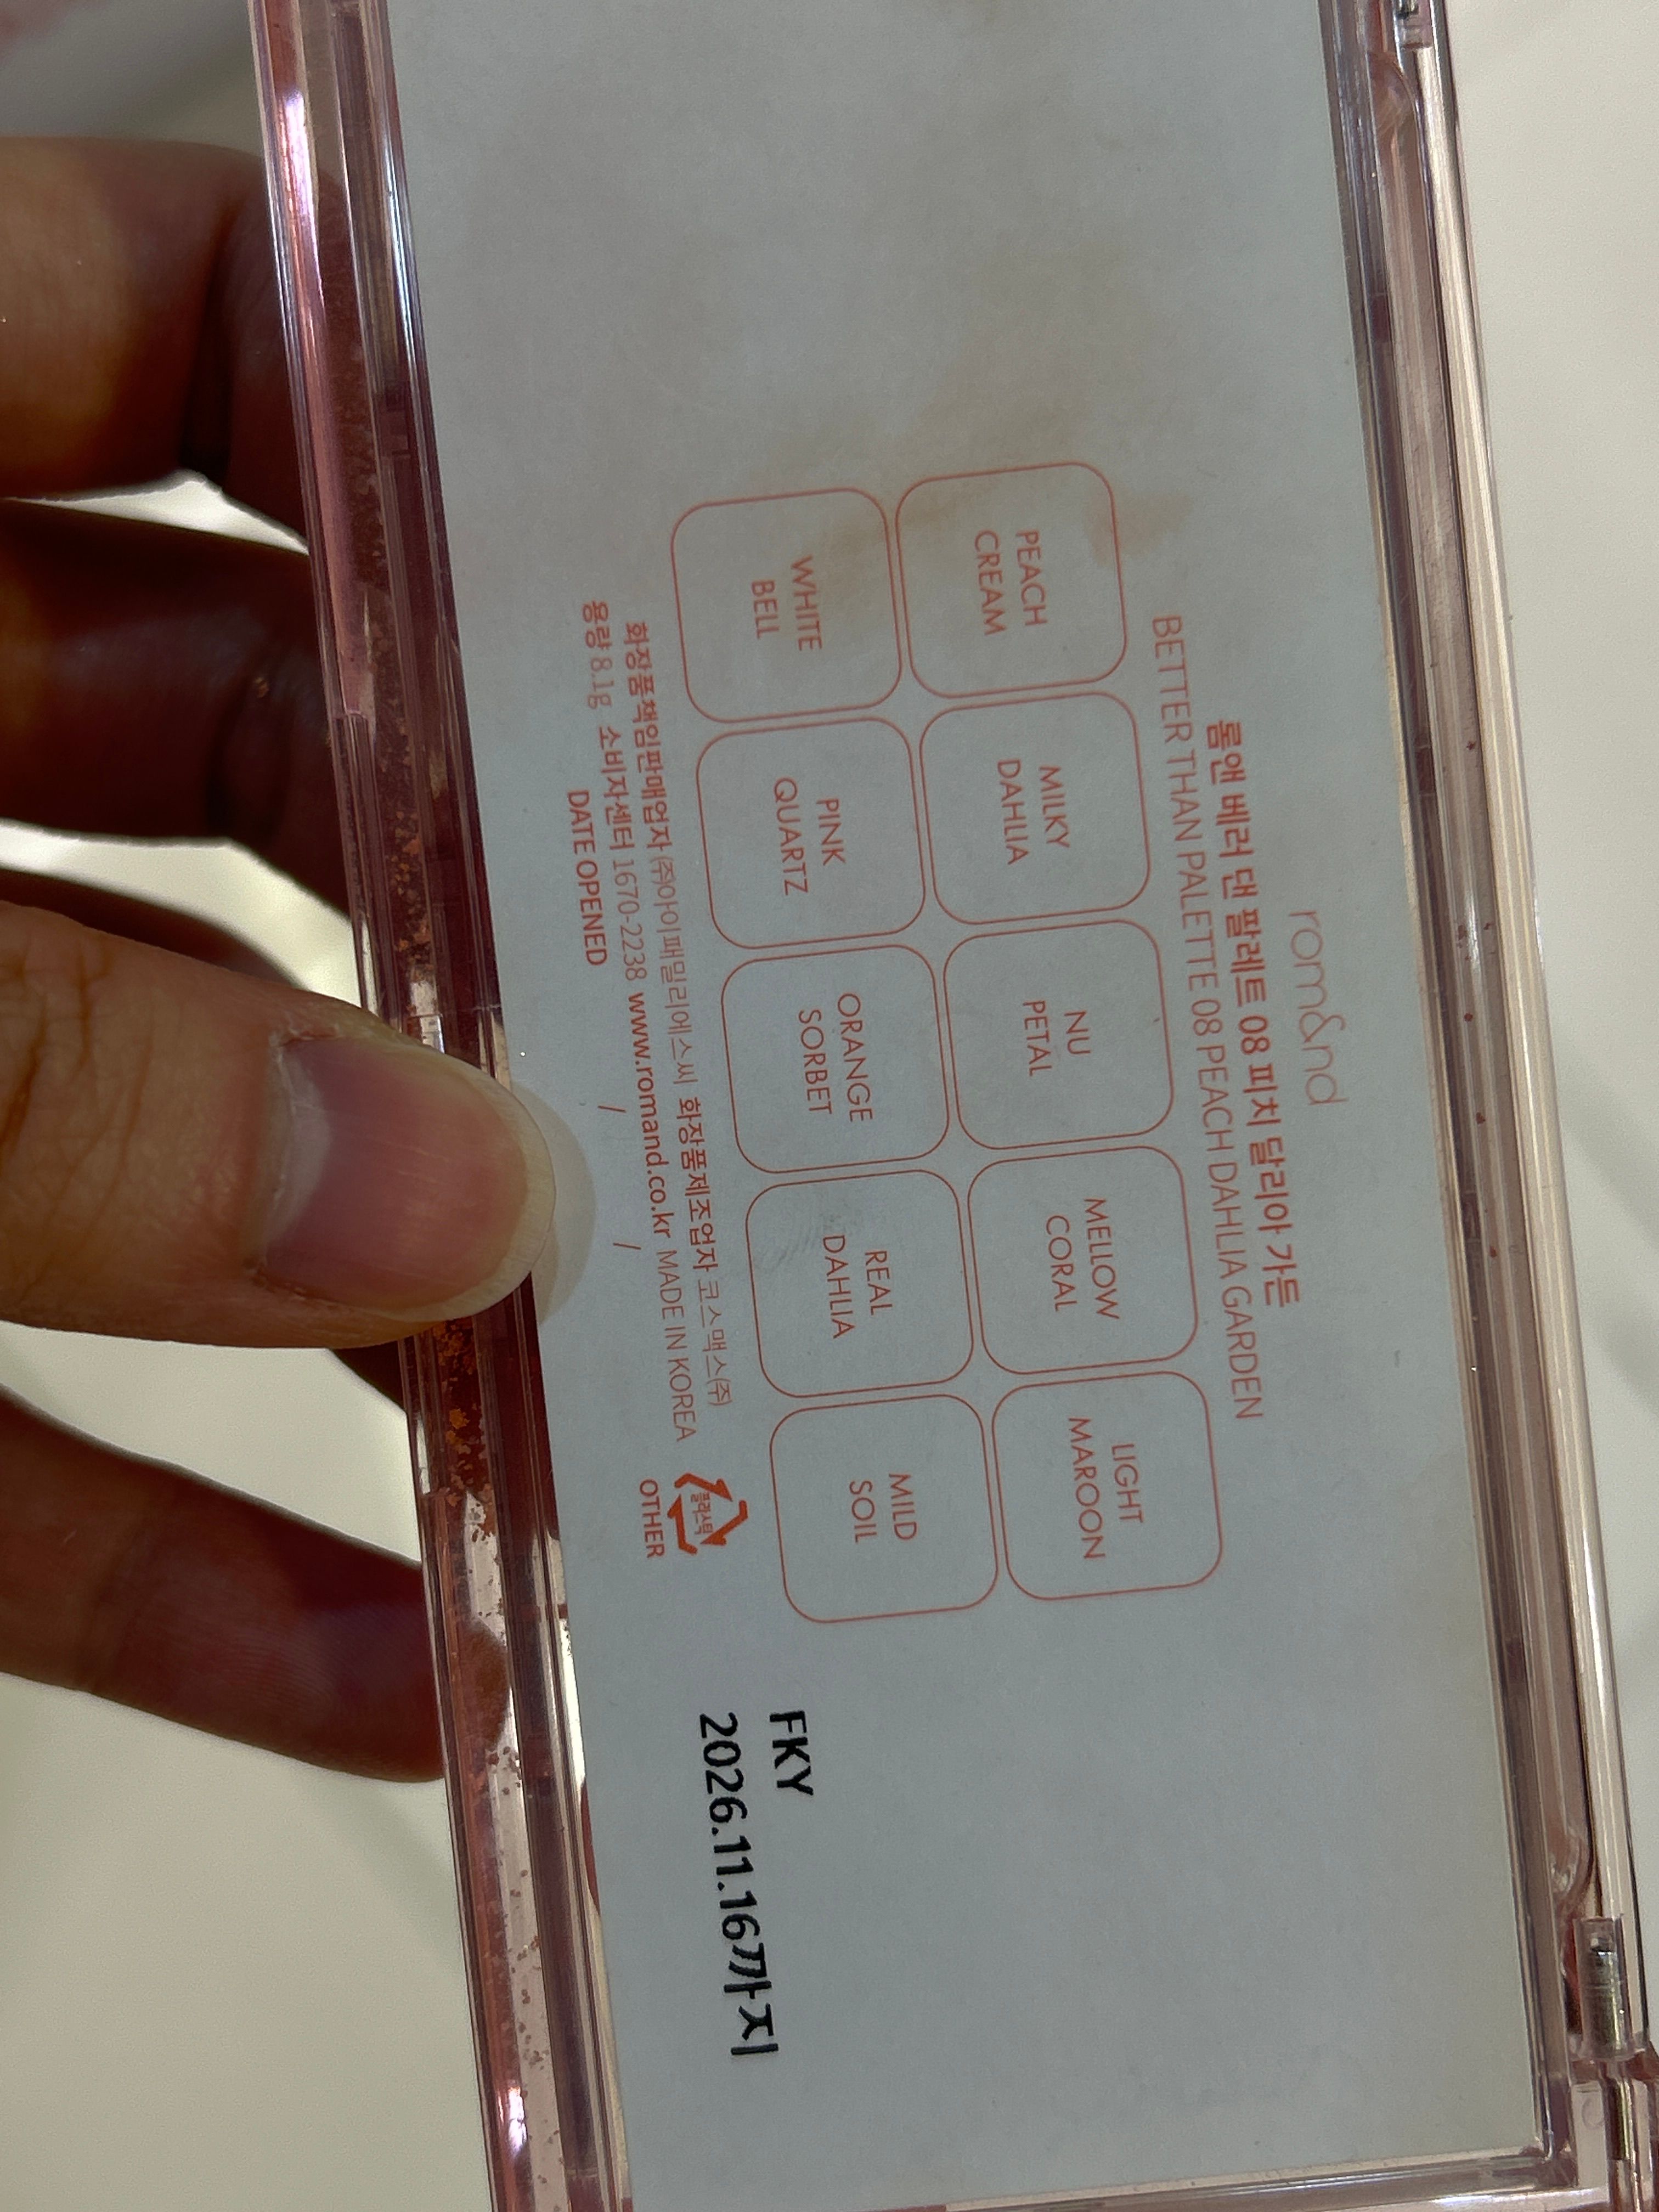 rom&nd
롬앤 베러 댄 팔레트 08 피치 달리아 가든
BETTER THAN PALETTE 08 PEACH DAHLIA GARDEN
PEACH
CREAM
MILKY
DAHLIA
NU
PETAL
MELLOW
CORAL
LIGHT
MAROON
WHITE
BELL
PINK
QUARTZ
ORANGE
SORBET
REAL
DAHLIA
MILD
SOIL
화장품책임판매업자 ㈜아이패밀리에스씨 화장품제조업자 코스맥스㈜
용량 8.1g 소비자센터 1670-2238 www.romand.co.kr MADE IN KOREA
DATE OPENED / /
플라스틱
OTHER
FKY
2026.11.16까지